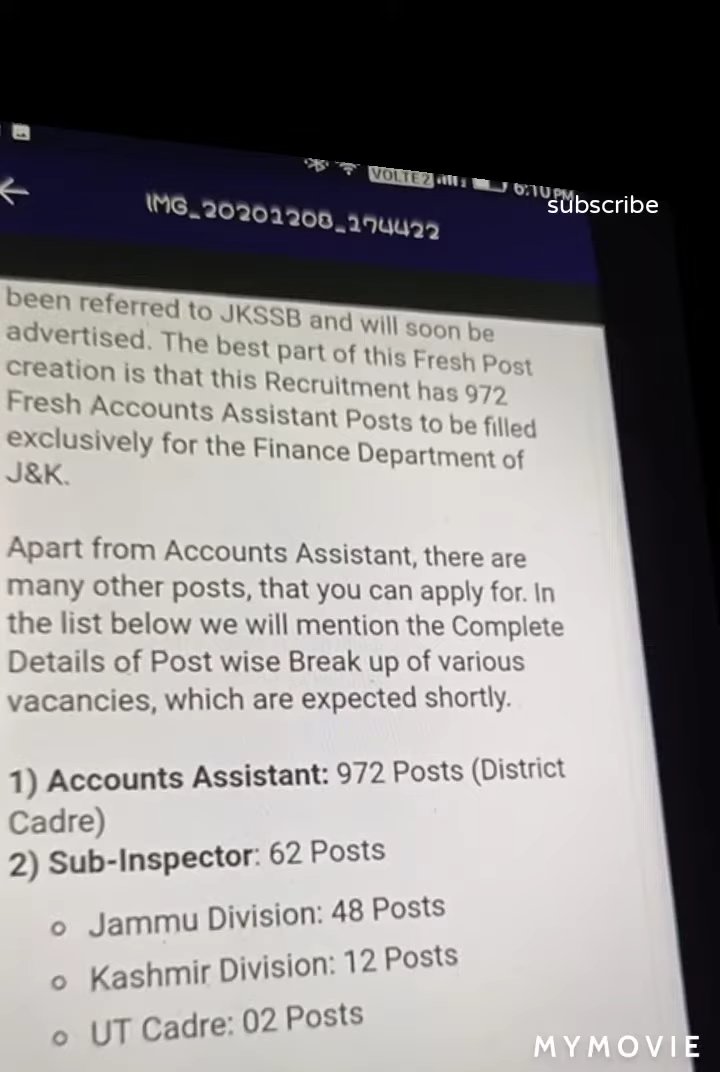 VOLTE2 6:10 PM
subscribe
IMG_20201208_174422
been referred to JKSSB and will soon be
advertised. The best part of this Fresh Post
creation is that this Recruitment has 972
Fresh Accounts Assistant Posts to be filled
exclusively for the Finance Department of
J&K.
Apart from Accounts Assistant, there are
many other posts, that you can apply for. In
the list below we will mention the Complete
Details of Post wise Break up of various
vacancies, which are expected shortly.
1) Accounts Assistant: 972 Posts (District
Cadre)
2) Sub-Inspector: 62 Posts
Jammu Division: 48 Posts
Kashmir Division: 12 Posts
UT Cadre: 02 Posts
MYMOVIE